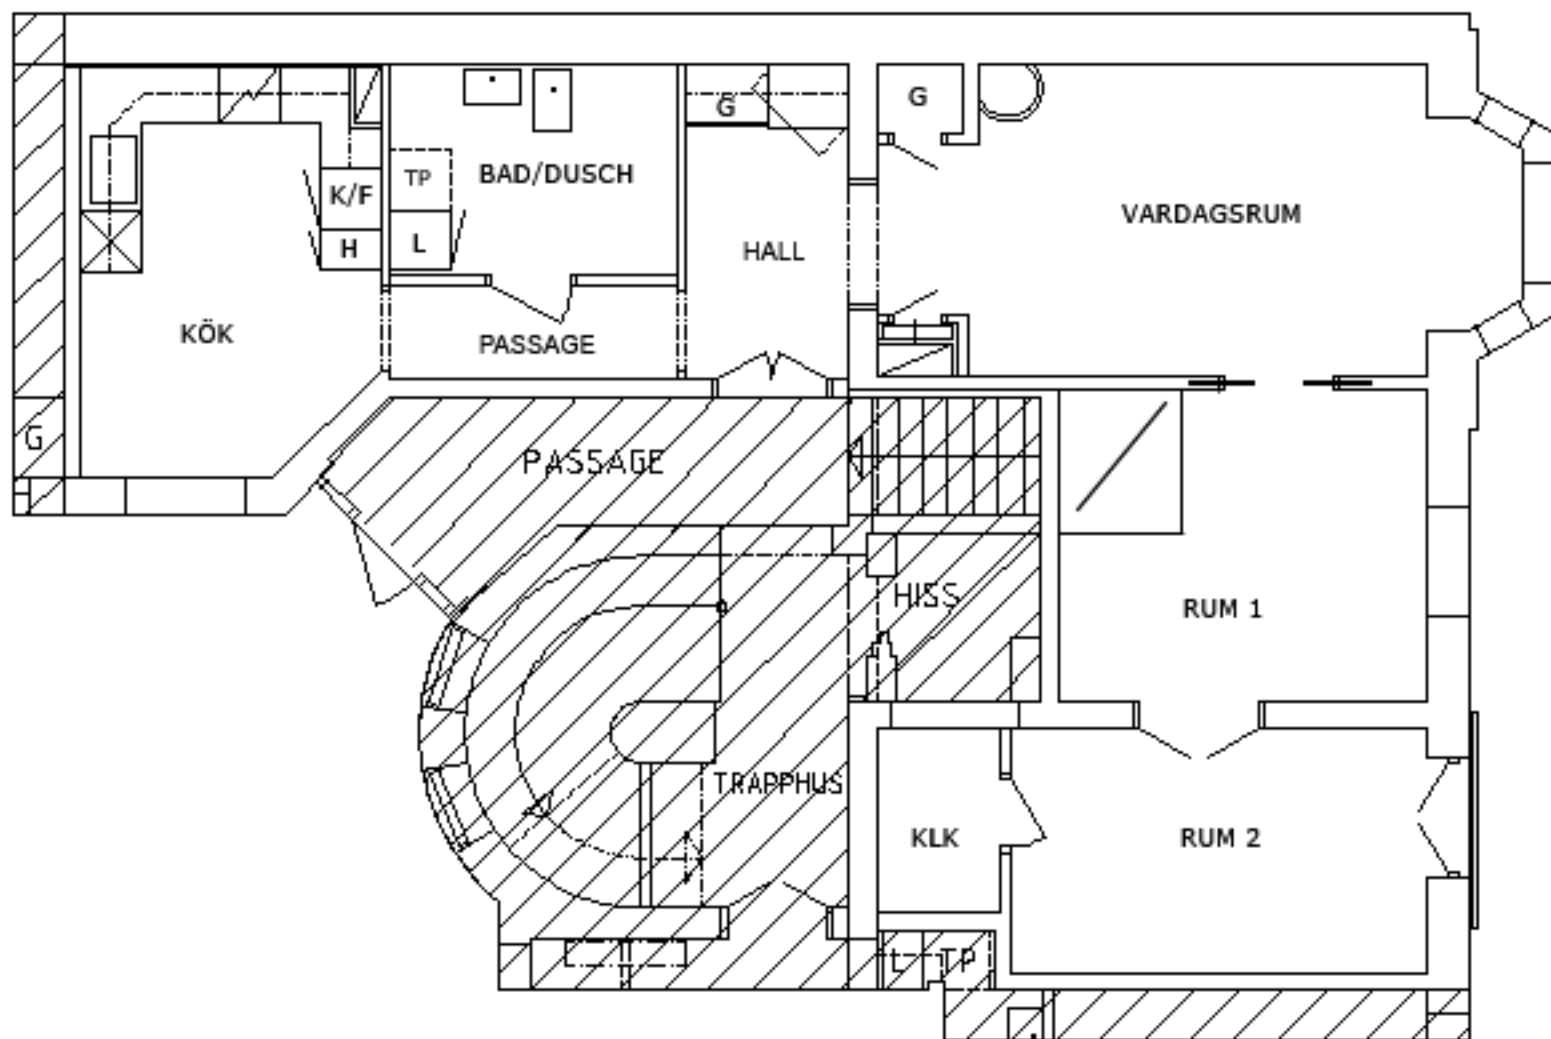 G
G
TP
BAD/DUSCH
K/F
VARDAGSRUM
L
H
HALL
KÖK
PASSAGE
G
PASSAGE
HISS
RUM 1
TRAPPHUS
KLK
RUM 2
L
TP